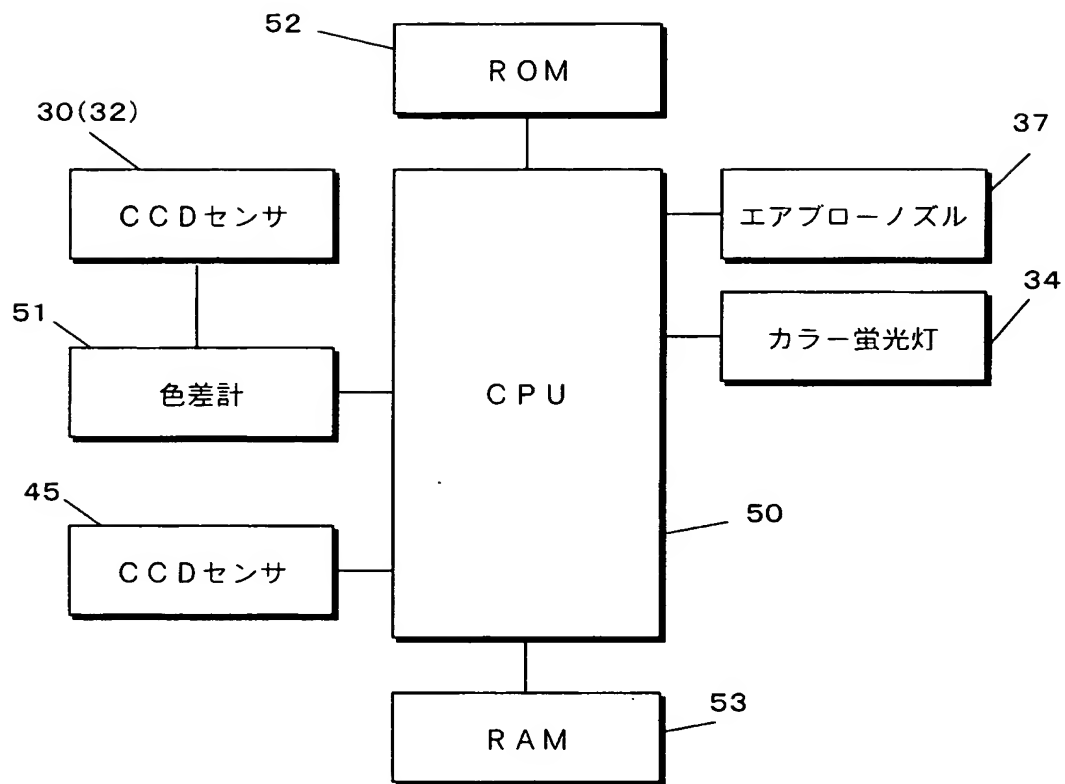 52
ROM
30(32)
CCDセンサ
37
エアブローノズル
51
色差計
CPU
34
カラー蛍光灯
45
CCDセンサ
50
RAM
53